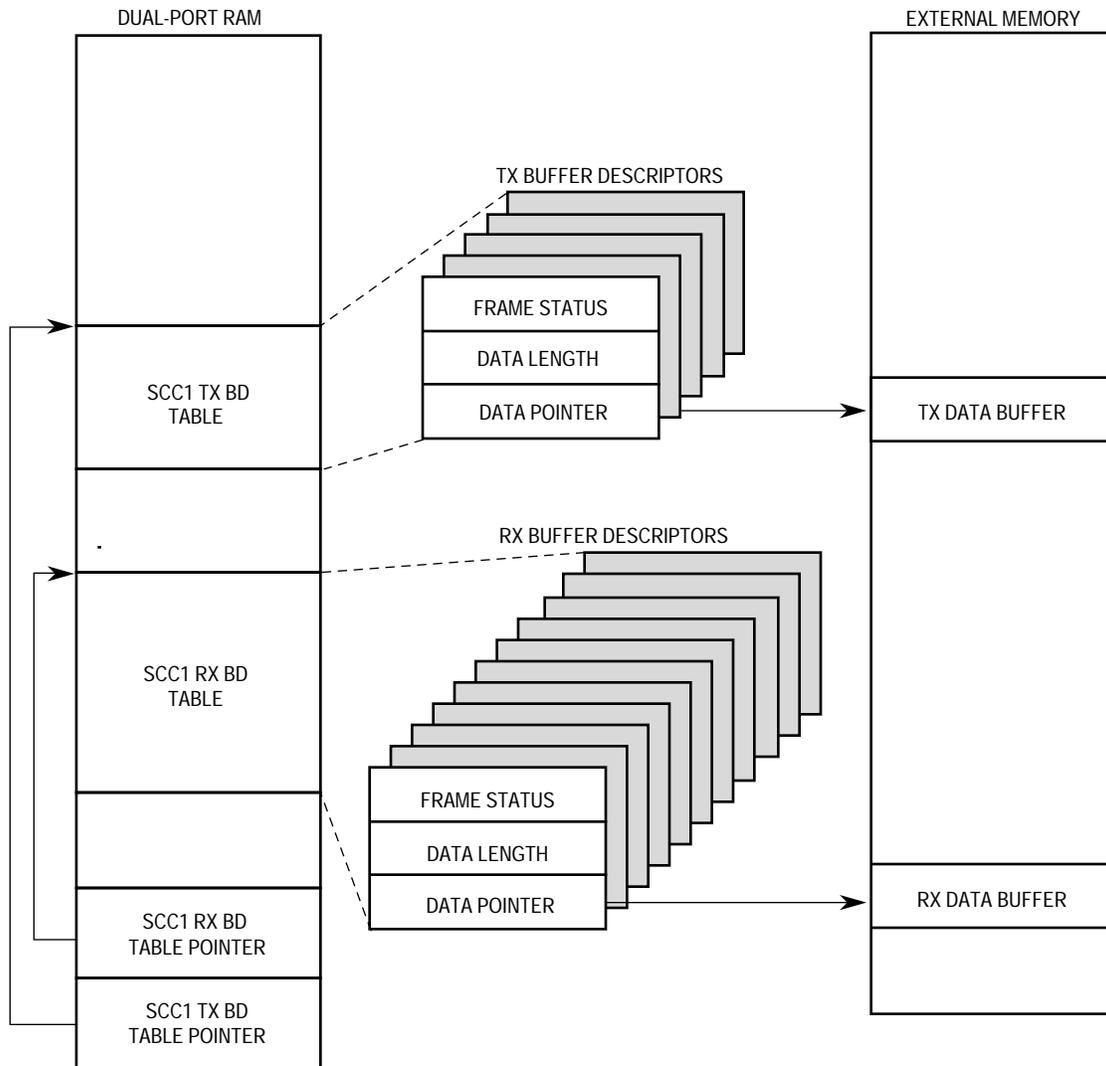 DUAL-PORT RAM
EXTERNAL MEMORY
TX BUFFER DESCRIPTORS
FRAME STATUS
DATA LENGTH
DATA POINTER
SCC1 TX BD
TABLE
TX DATA BUFFER
RX BUFFER DESCRIPTORS
SCC1 RX BD
TABLE
FRAME STATUS
DATA LENGTH
DATA POINTER
RX DATA BUFFER
SCC1 RX BD
TABLE POINTER
SCC1 TX BD
TABLE POINTER